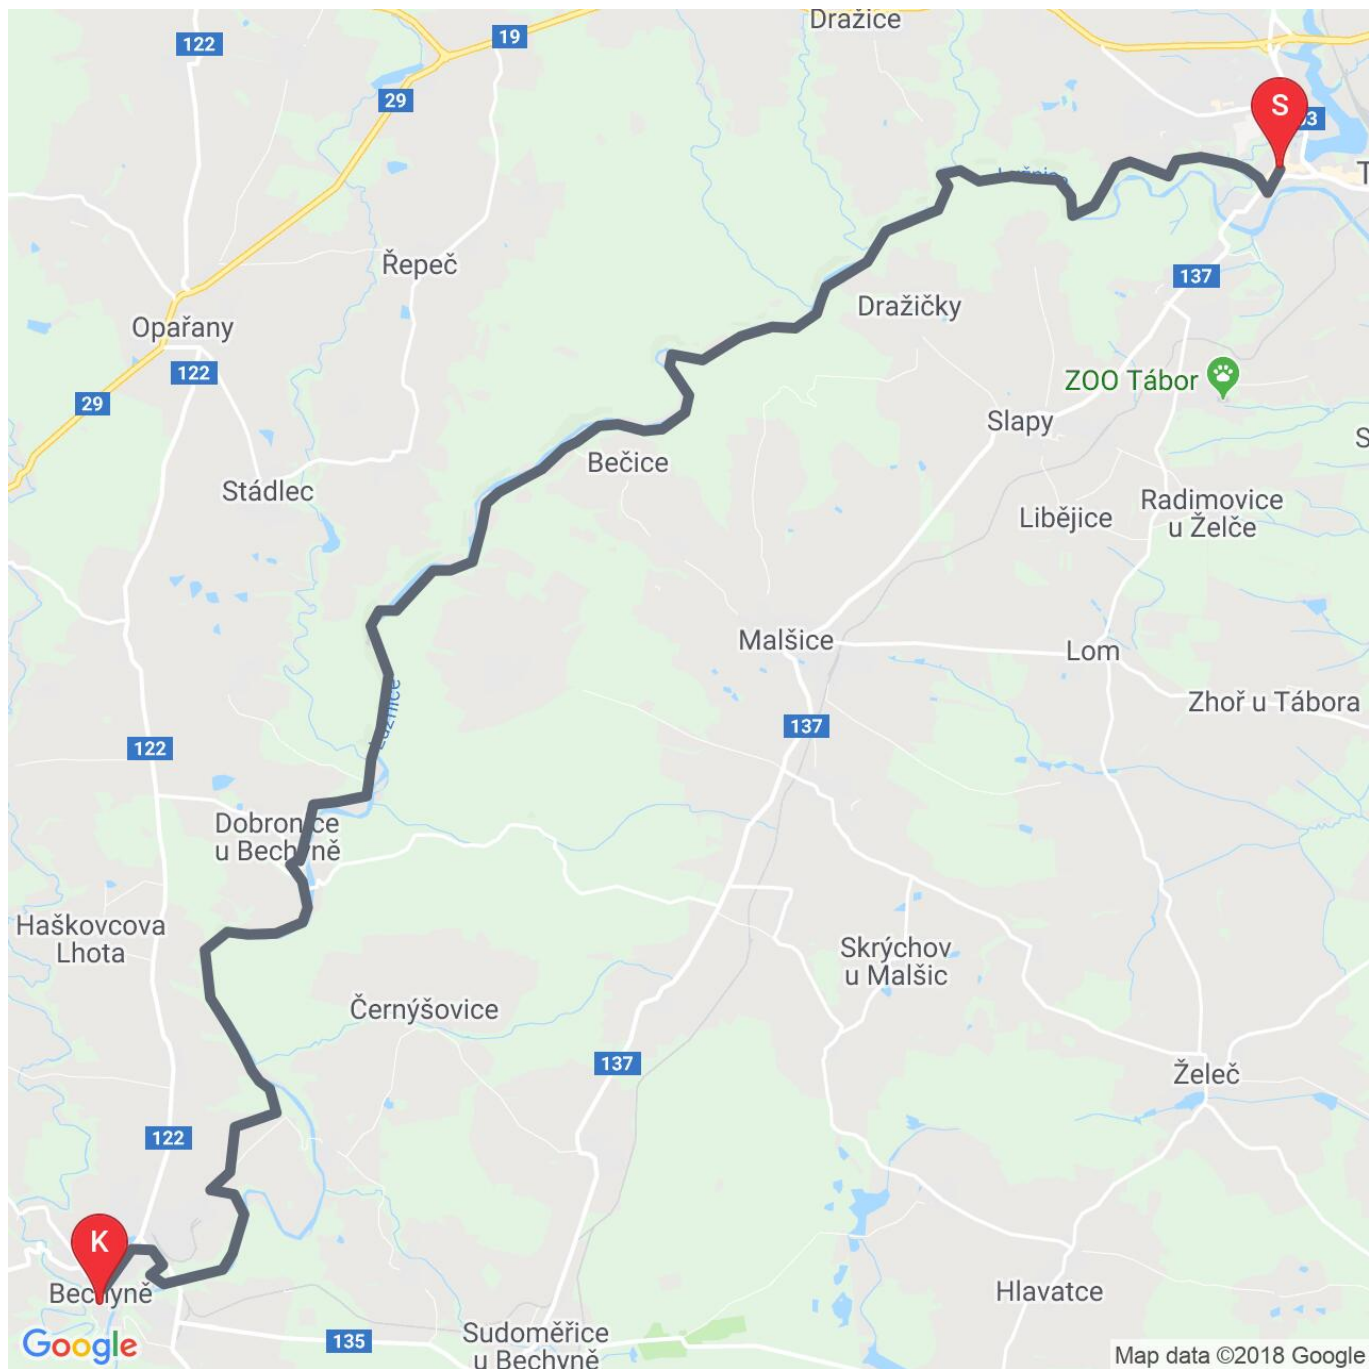 Dražice
122
19
29
S
Lužnice
T
Řepeč
137
Dražičky
Opařany
122
ZOO Tábor
29
Slapy
S
Bečice
Stádlec
Radimovice
u Želče
Libějice
Malšice
Lom
Lužnice
Zhoř u Tábora
137
122
Dobronice
u Bechyně
Haškovcova
Lhota
Skrýchov
u Malšic
Černýšovice
137
Želeč
122
K
Bechyně
Hlavatce
Sudoměřice
u Bechyně
135
Google
Map data ©2018 Google